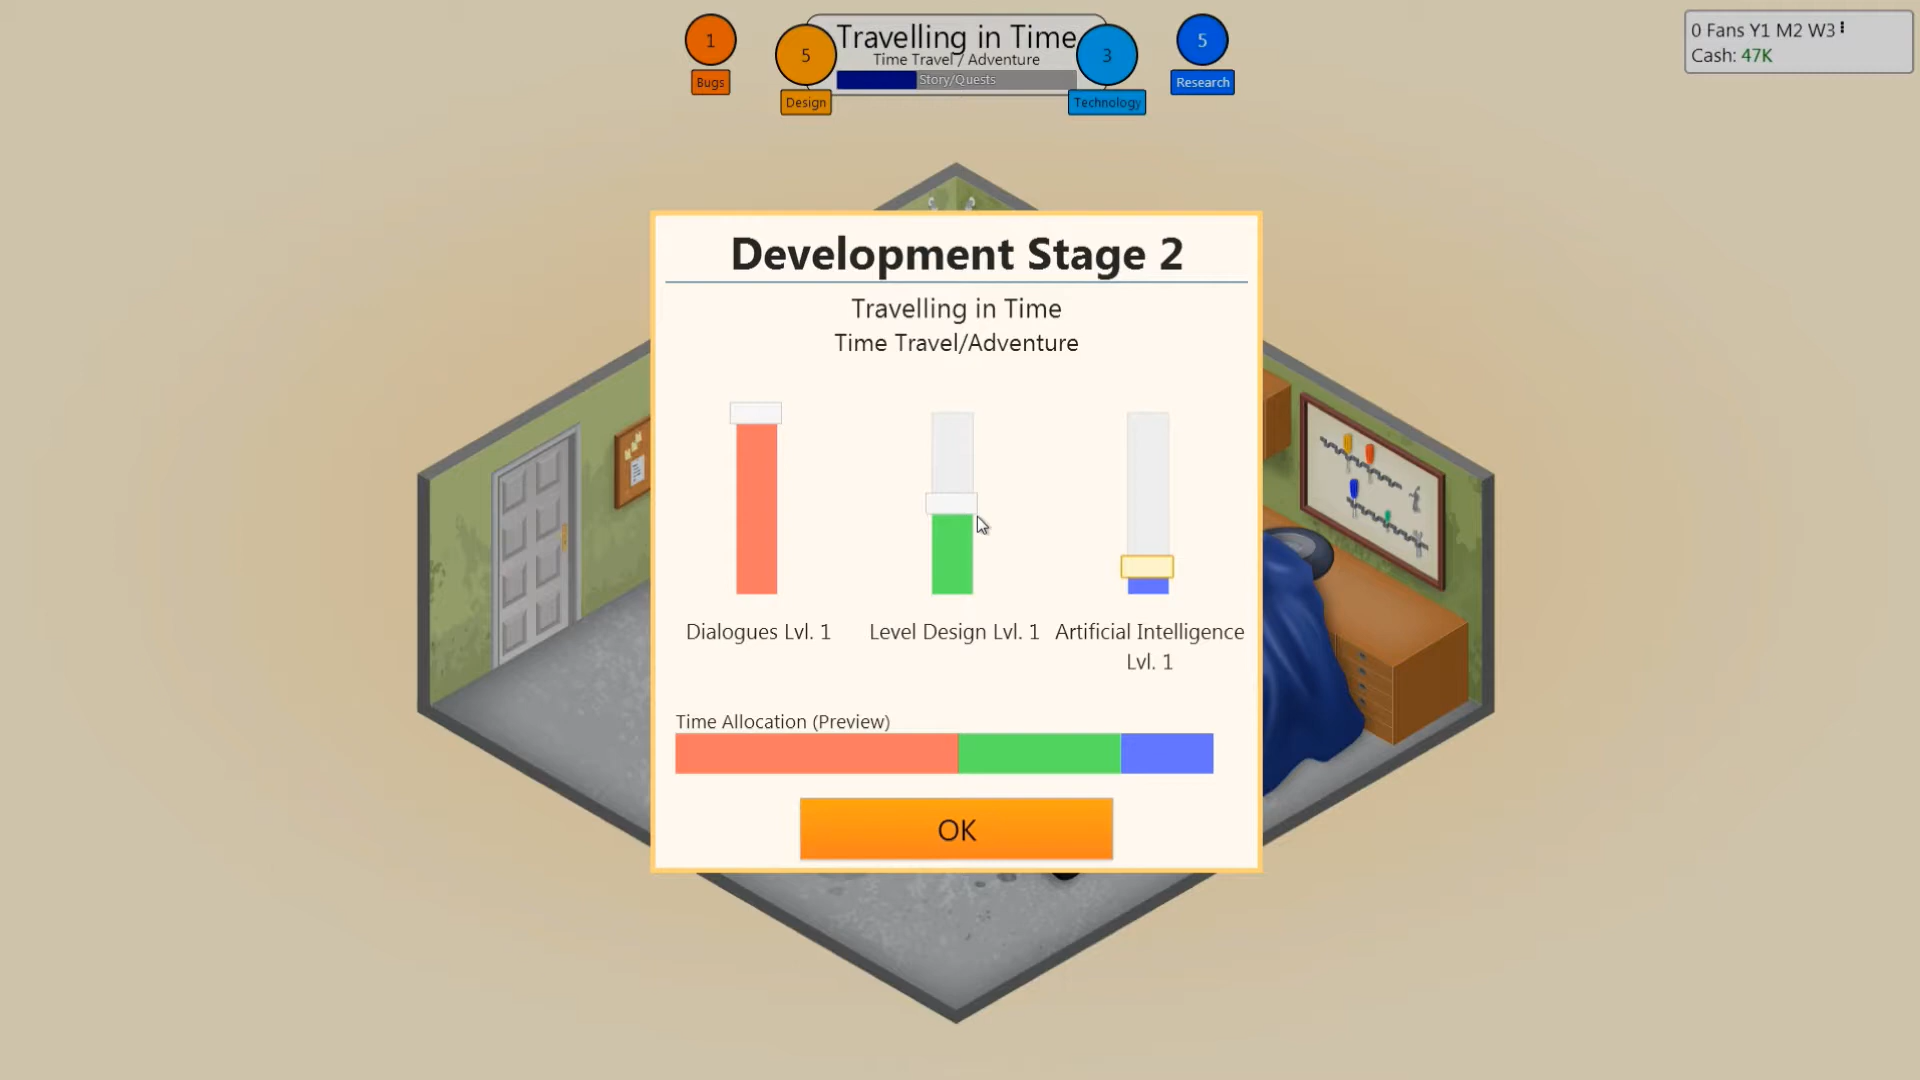 1
Bugs
5
Design
Travelling in Time
Time Travel / Adventure
Story/Quests
3
Technology
5
Research
0 Fans Y1 M2 W3
Cash: 47K
Development Stage 2
Travelling in Time
Time Travel/Adventure
Dialogues Lvl. 1
Level Design Lvl. 1
Artificial Intelligence
Lvl. 1
Time Allocation (Preview)
OK